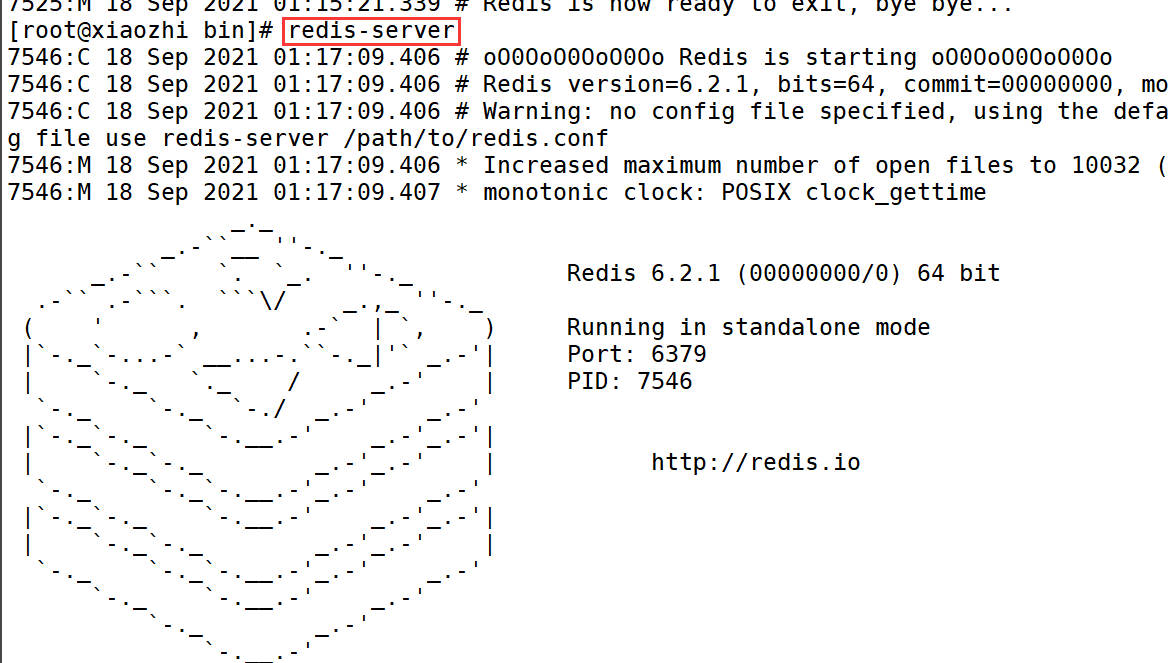 7525:M 18 Sep 2021 01:15:21.339 # Redis is now ready to exit, bye bye...
[root@xiaozhi bin]# redis-server
7546:C 18 Sep 2021 01:17:09.406 # oO0OoO0OoO0Oo Redis is starting oO0OoO0OoO0Oo
7546:C 18 Sep 2021 01:17:09.406 # Redis version=6.2.1, bits=64, commit=00000000, mo
7546:C 18 Sep 2021 01:17:09.406 # Warning: no config file specified, using the defa
g file use redis-server /path/to/redis.conf
7546:M 18 Sep 2021 01:17:09.406 * Increased maximum number of open files to 10032 (
7546:M 18 Sep 2021 01:17:09.407 * monotonic clock: POSIX clock_gettime
Redis 6.2.1 (00000000/0) 64 bit
Running in standalone mode
Port: 6379
PID: 7546
http://redis.io